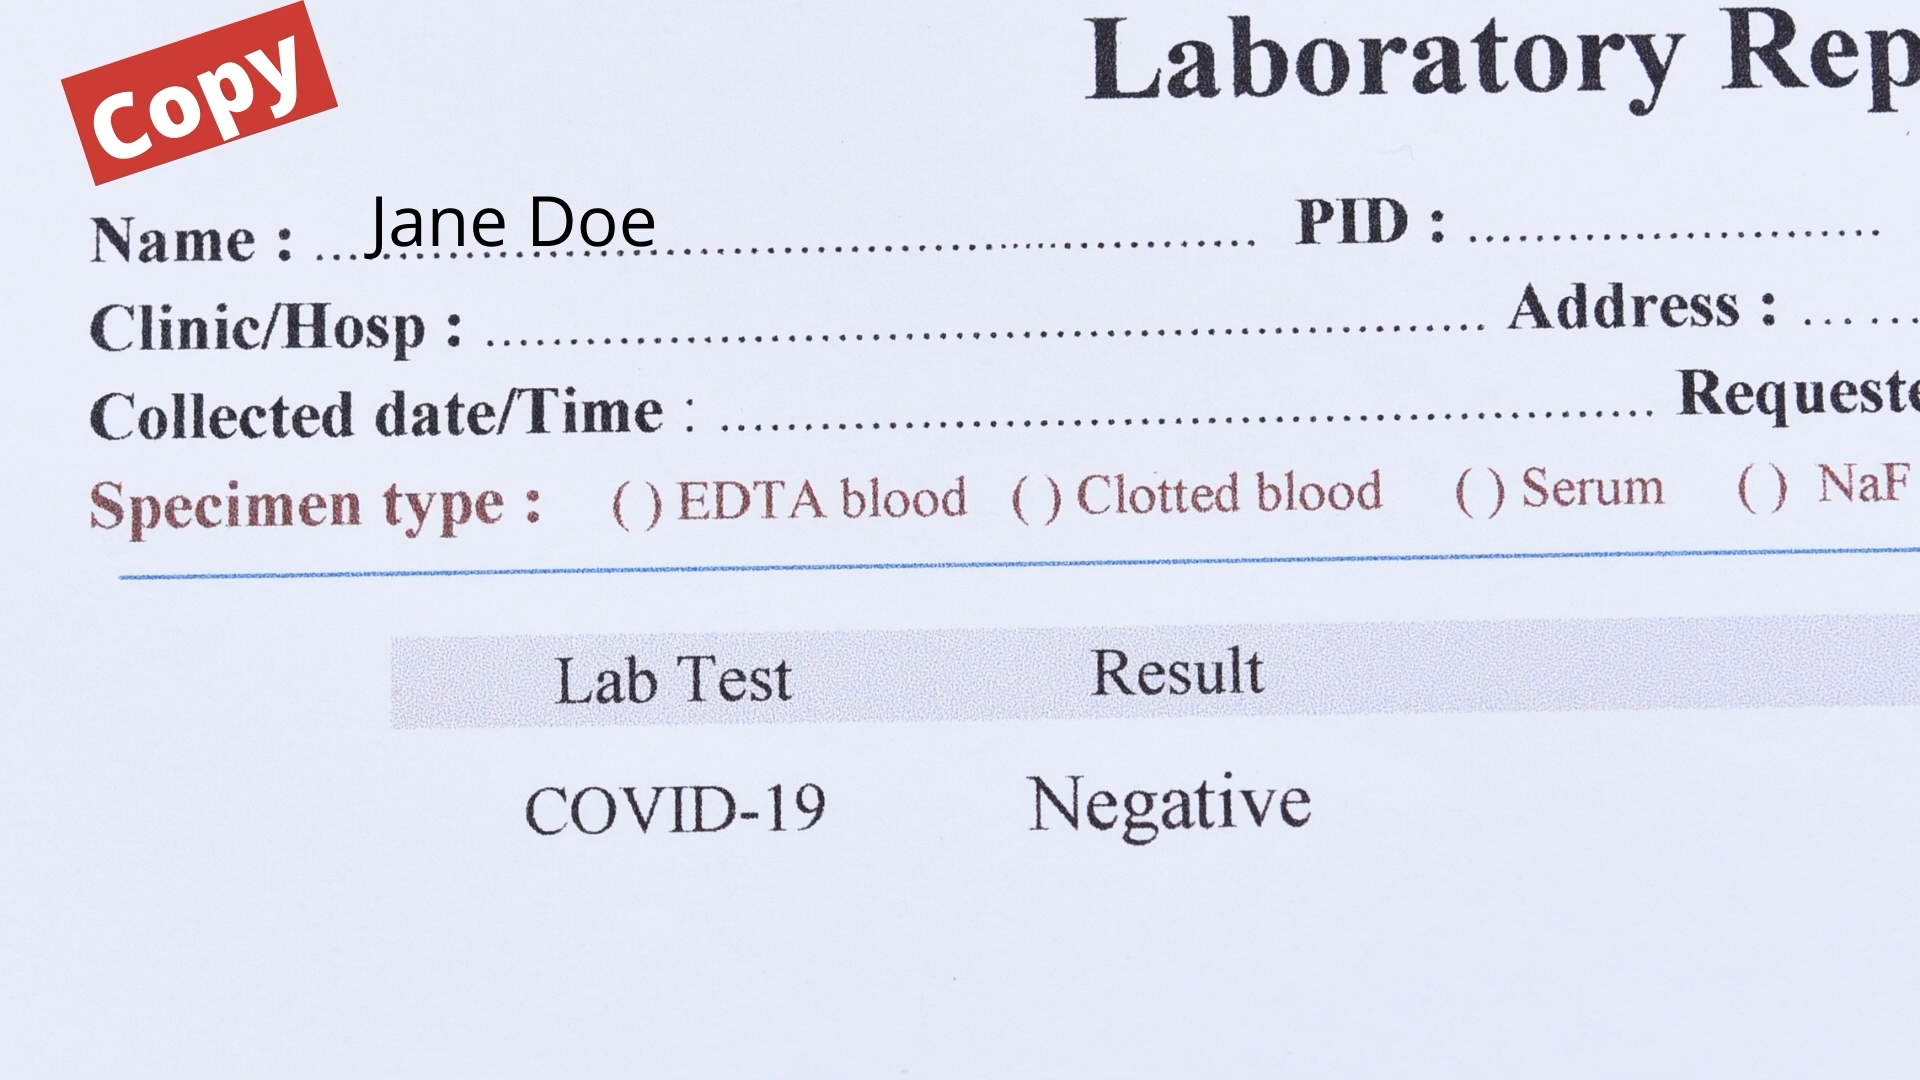 Copy
Laboratory Rep
Name : ... Jane Doe ........................................ PID : ..............................
Clinic/Hosp : ............................................................ Address : ......
Collected date/Time : ............................................................ Requeste
Specimen type : ( ) EDTA blood ( ) Clotted blood ( ) Serum ( ) NaF
Lab Test Result
COVID-19 Negative